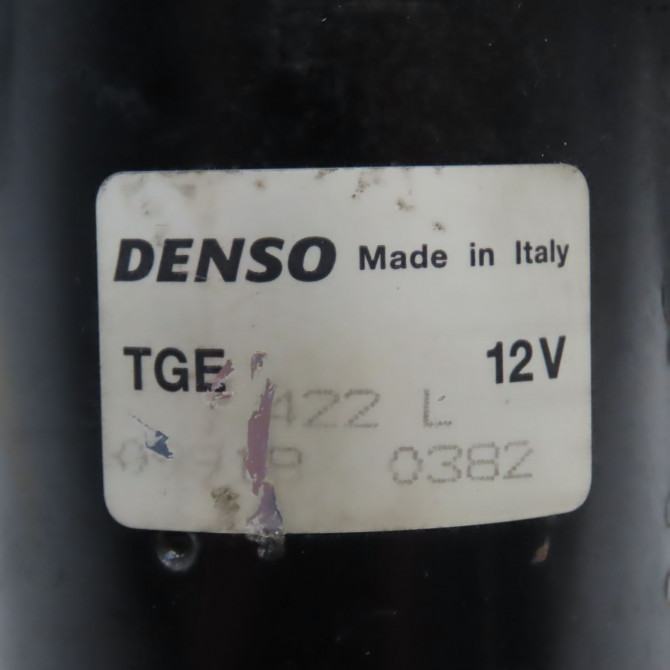 DENSO Made in Italy
TGE 12V
422 L
0382